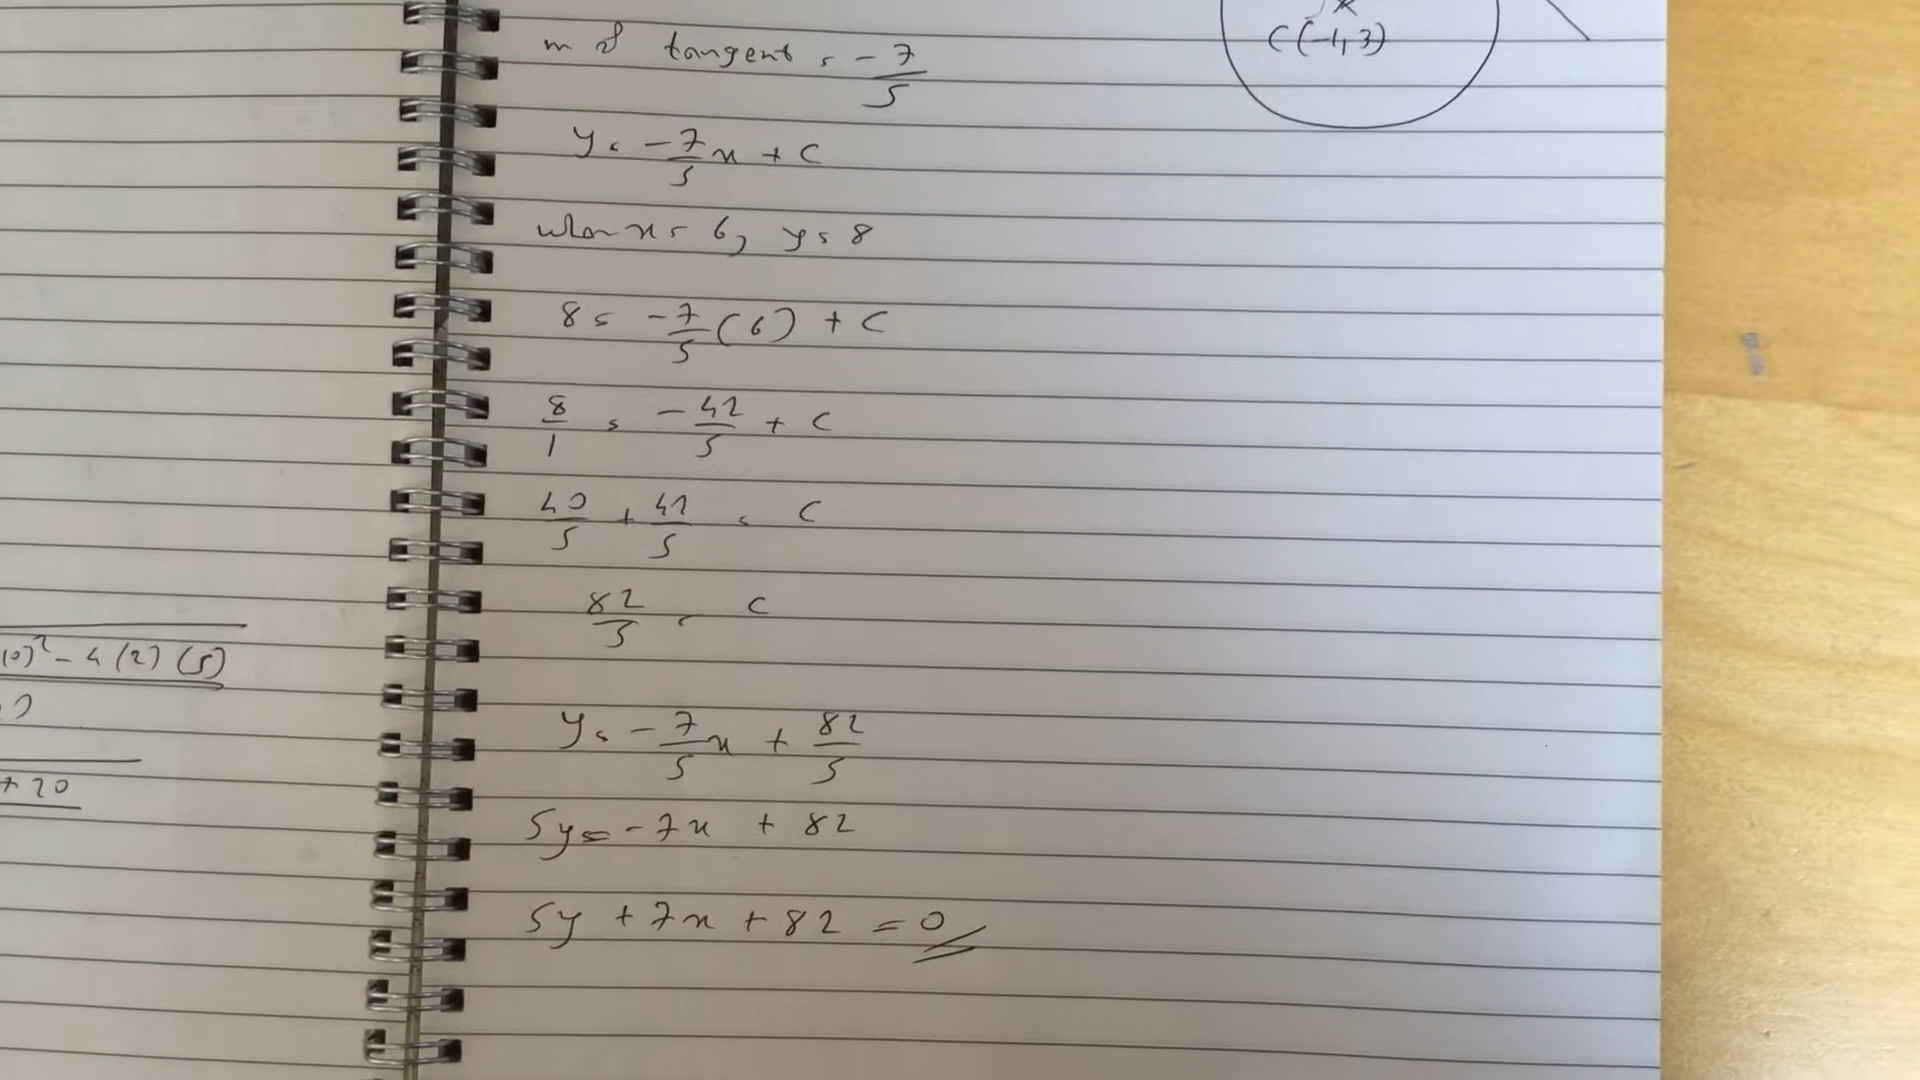 m of tangent = -7/5
C(-1,3)
y = -7/5 x + C
when x = 6, y = 8
8 = -7/5 (6) + C
8/1 = -42/5 + C
40/5 + 42/5 = C
82/5 = C
y = -7/5 x + 82/5
5y = -7x + 82
5y + 7x + 82 = 0
10)² - 4(2)(5)
+ 20